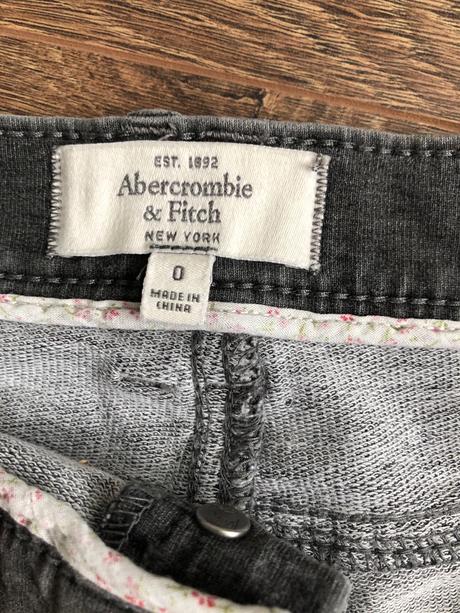 EST. 1892
Abercrombie
& Fitch
NEW YORK
0
MADE IN
CHINA